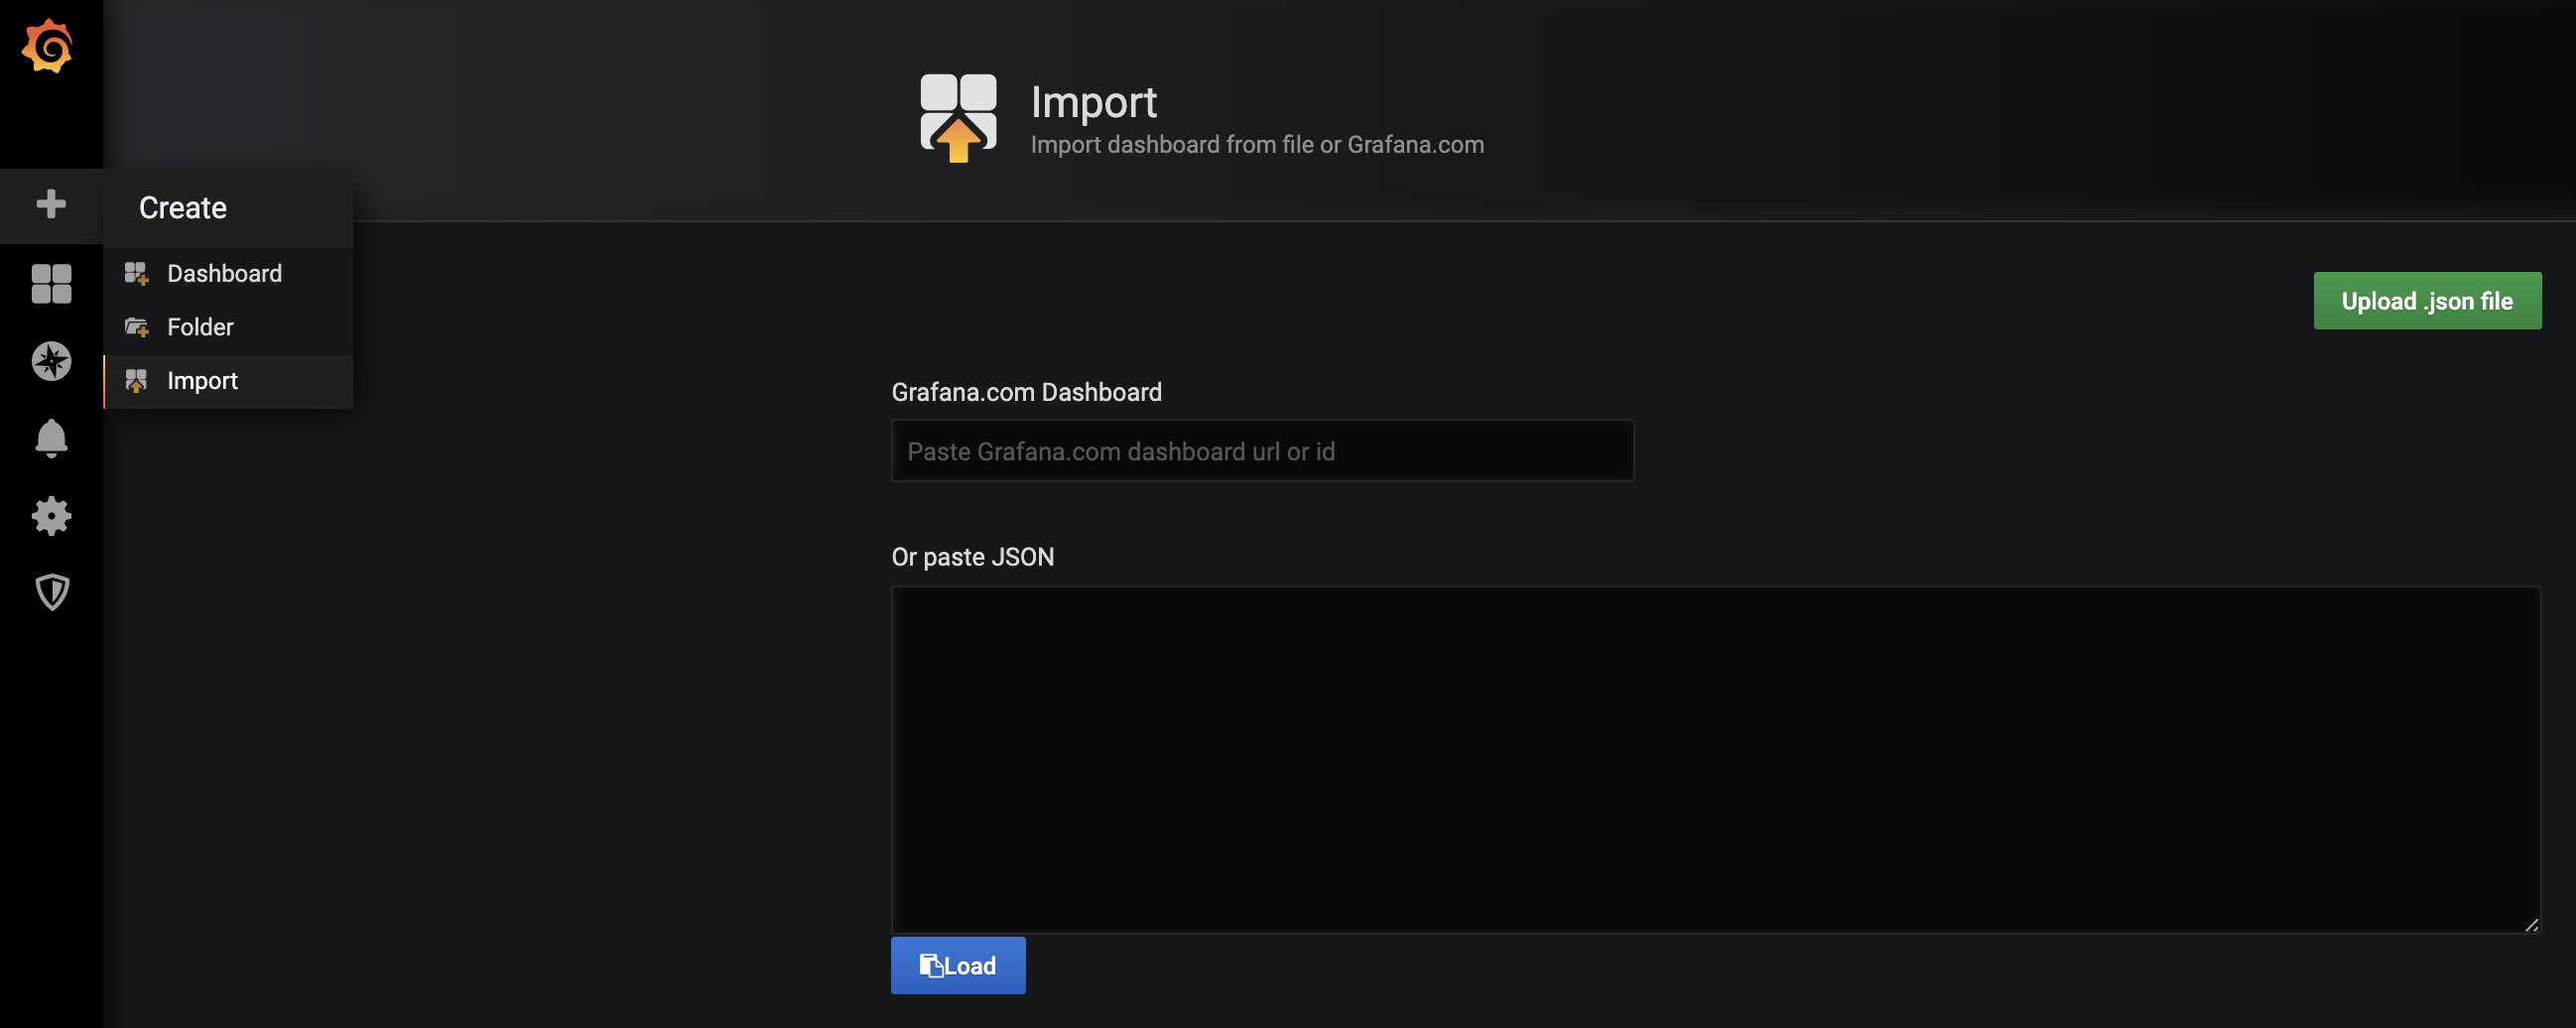 Import
Import dashboard from file or Grafana.com
Create
Dashboard
Folder
Import
Upload .json file
Grafana.com Dashboard
Paste Grafana.com dashboard url or id
Or paste JSON
Load